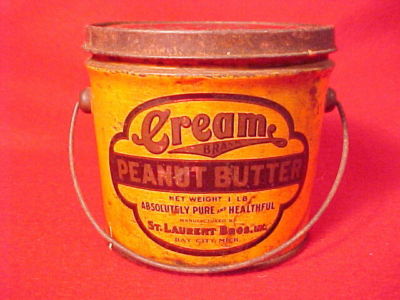 Cream
BRAND
PEANUT BUTTER
NET WEIGHT 1 LB
ABSOLUTELY PURE AND HEALTHFUL
MANUFACTURED BY
ST. LAURENT BROS. INC.
BAY CITY, MICH.